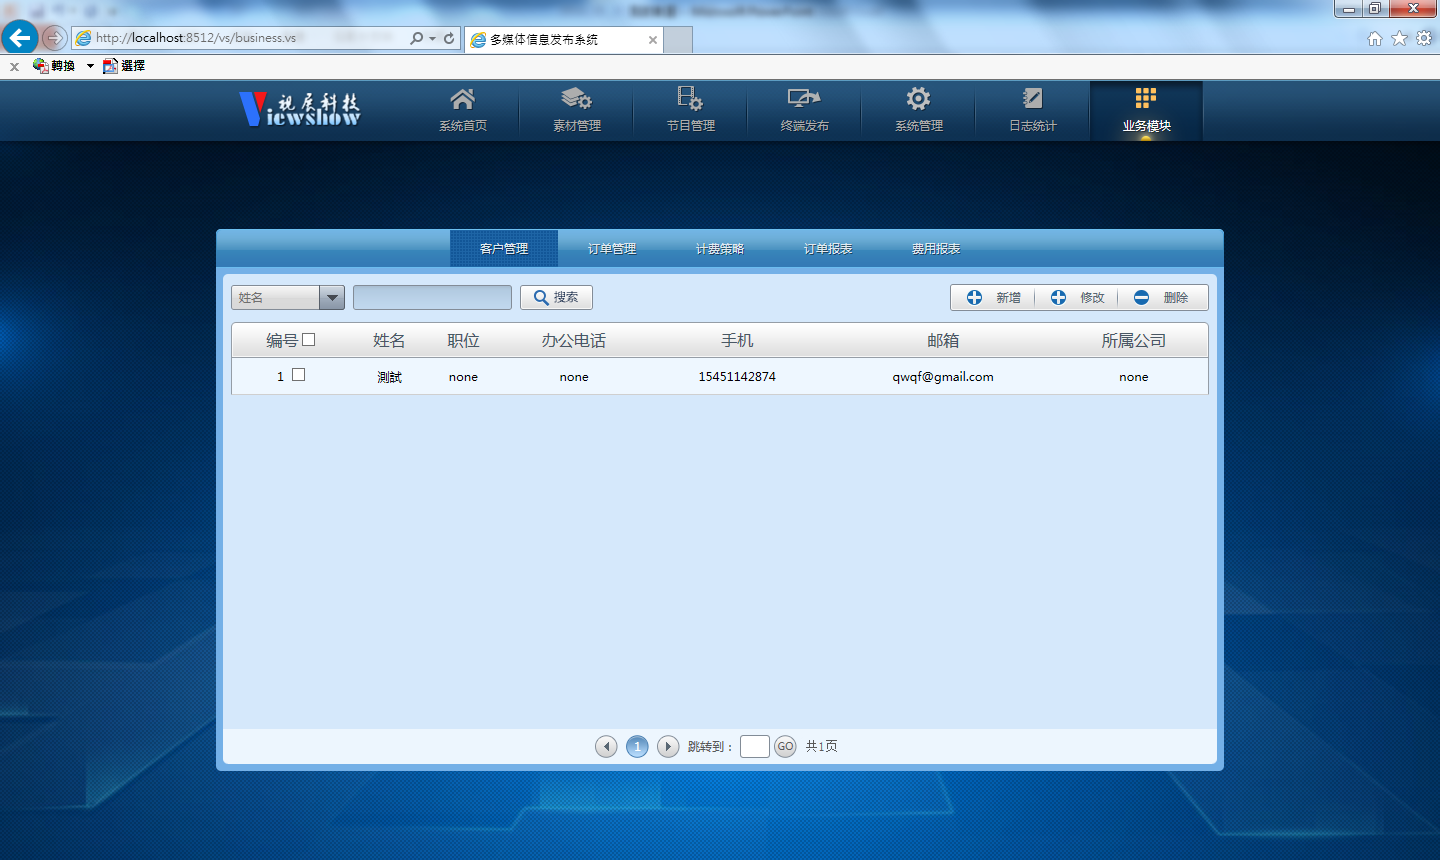 http://localhost:8512/vs/business.vs
多媒体信息发布系统
x 轉換 選擇
视展科技
Viewshow
系统首页 素材管理 节目管理 终端发布 系统管理 日志统计 业务模块
客户管理 订单管理 计费策略 订单报表 费用报表
姓名 搜索 新增 修改 删除
编号 姓名 职位 办公电话 手机 邮箱 所属公司
1 测試 none none 15451142874 qwqf@gmail.com none
1 跳转到： GO 共1页